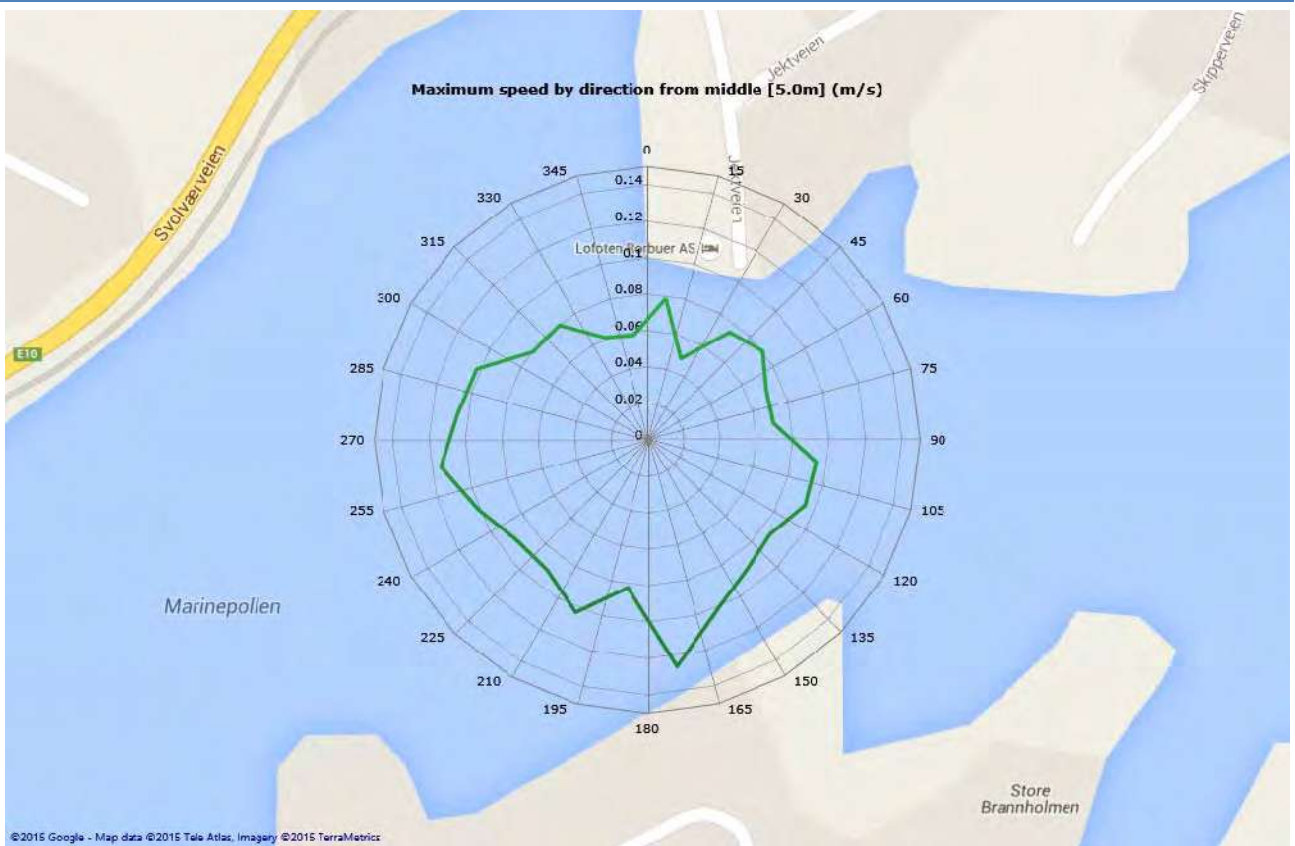 Jektveien
Skipperveien
Maximum speed by direction from middle [5.0m] (m/s)
Svolværveien
Jektveien
0
345
15
330
30
315
45
300
60
285
75
270
90
255
105
240
120
225
135
210
150
195
165
180
0.14
0.12
0.1
0.08
0.06
0.04
0.02
0
Lofoten Rorbuer AS
E10
Marinepollen
Store
Brannholmen
©2015 Google - Map data ©2015 Tele Atlas, Imagery ©2015 TerraMetrics